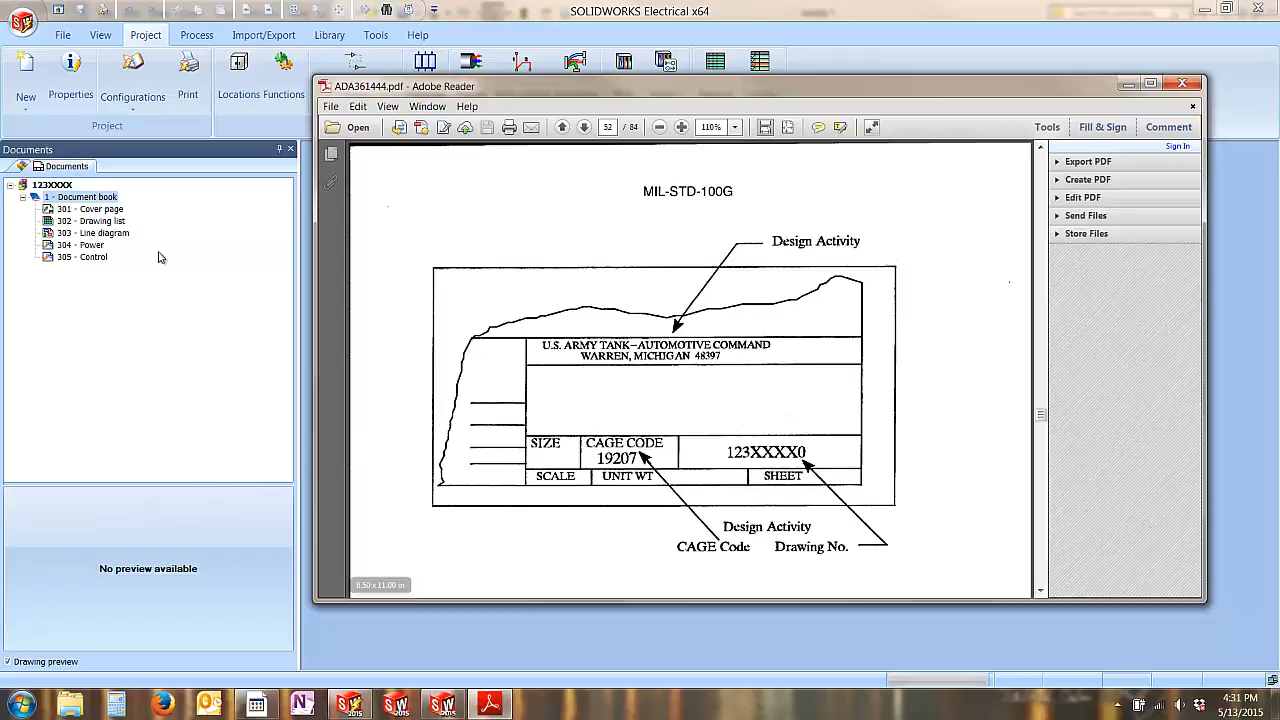 SOLIDWORKS Electrical x64
File View Project Process Import/Export Library Tools Help
New Properties Configurations Print Locations Functions
Project
ADA361444.pdf - Adobe Reader
File Edit View Window Help
Open 52 / 84 110% Tools Fill & Sign Comment
Sign In
Export PDF
Create PDF
Edit PDF
Send Files
Store Files
Documents
Documents
123XXXX
1 - Document book
301 - Cover page
302 - Drawing list
303 - Line diagram
304 - Power
305 - Control
No preview available
Drawing preview
MIL-STD-100G
Design Activity
U.S. ARMY TANK-AUTOMOTIVE COMMAND
WARREN, MICHIGAN 48397
SIZE CAGE CODE
19207 123XXXX0
SCALE UNIT WT SHEET
Design Activity
CAGE Code Drawing No.
8.50 x 11.00 in
4:31 PM
5/13/2015